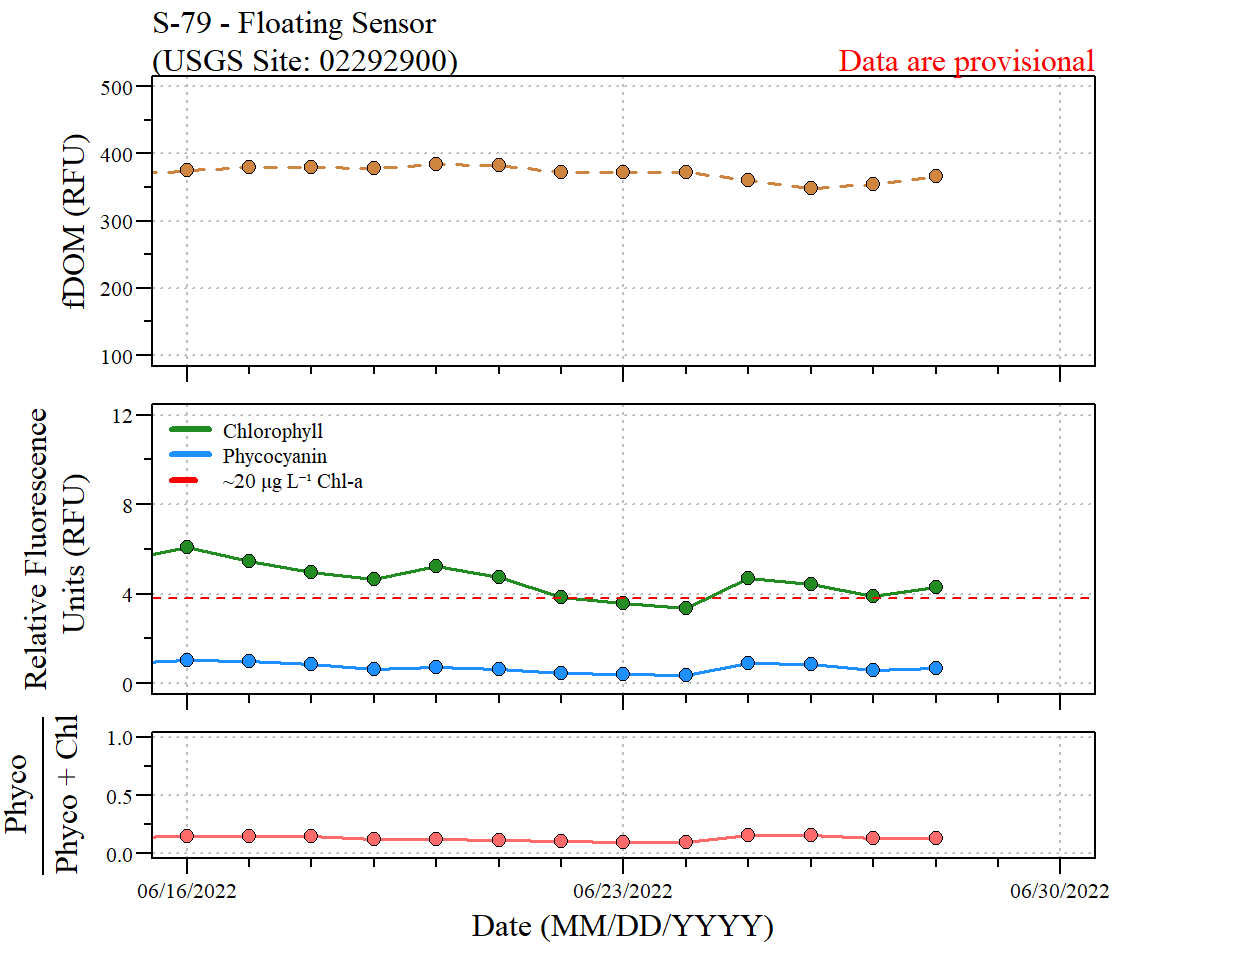 S-79 - Floating Sensor
(USGS Site: 02292900)
Data are provisional
fDOM (RFU)
500
400
300
200
100
Relative Fluorescence
Units (RFU)
12
8
4
0
Chlorophyll
Phycocyanin
~20 μg L⁻¹ Chl-a
Phyco
Phyco + Chl
1.0
0.5
0.0
06/16/2022
06/23/2022
06/30/2022
Date (MM/DD/YYYY)